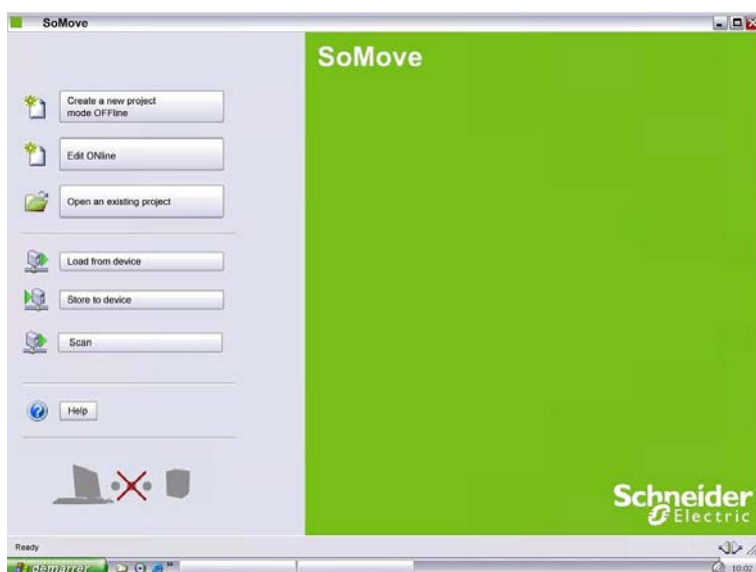 SoMove
SoMove
Create a new project
mode OFFline
Edit ONline
Open an existing project
Load from device
Store to device
Scan
Help
Schneider
Electric
Ready
démarrer
10:02